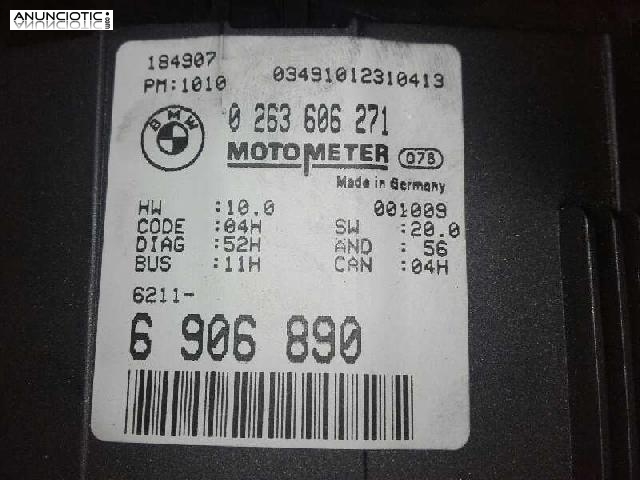 ANUNCIOTIC.es
184907
PM:1010 03491012310413
BMW 0 263 606 271
MOTOMETER 078
Made in Germany
HW :10.0 001009
CODE :04H SW :20.0
DIAG :52H AND : 56
BUS :11H CAN :04H
6211-
6 906 890